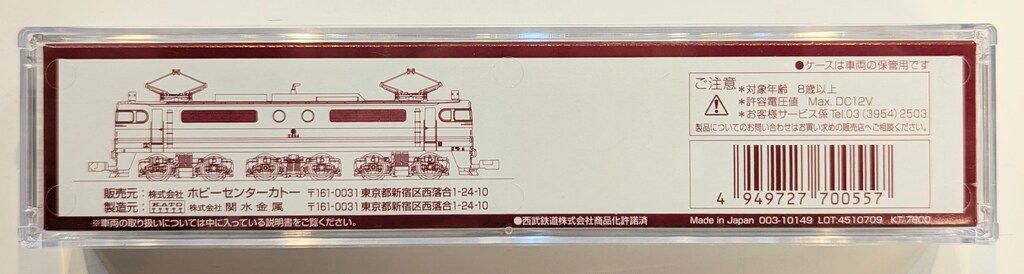 ●ケースは車両の保管用です
ご注意
*対象年齢 8歳以上
*許容電圧値 Max. DC12V
*お客様サービス係 Tel.03(3954)2503
製品についてのお問い合わせはお買い求めの販売店へご相談ください。
販売元：株式会社 ホビーセンターカトー 〒161-0031 東京都新宿区西落合1-24-10
製造元：KATO 株式会社 関水金属 〒161-0031 東京都新宿区西落合1-24-10
4 949727 700557
※車両の取り扱いについては中に入っている説明書をご覧ください。
●西武鉄道株式会社商品化許諾済
Made in Japan 003-10149 LOT:4510709 KT. 7800